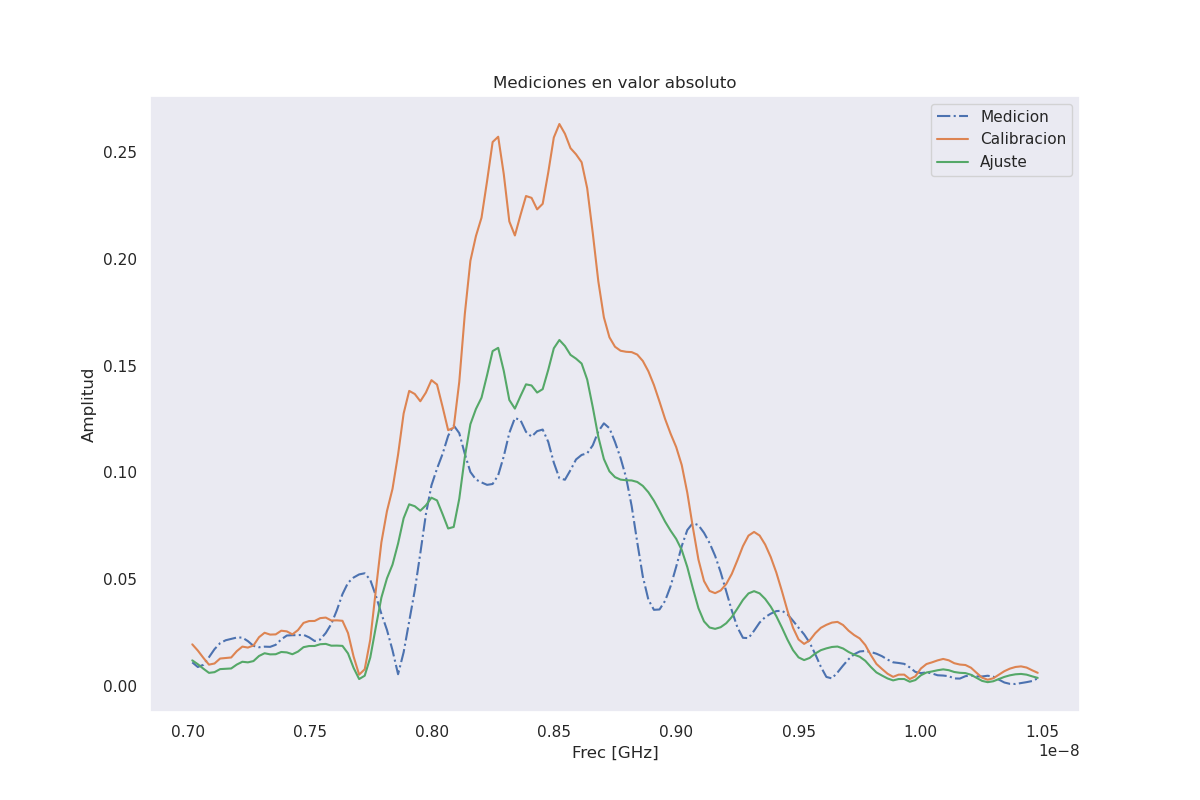 Mediciones en valor absoluto
Medicion
Calibracion
Ajuste
Amplitud
0.25
0.20
0.15
0.10
0.05
0.00
0.70 0.75 0.80 0.85 0.90 0.95 1.00 1.05
1e−8
Frec [GHz]